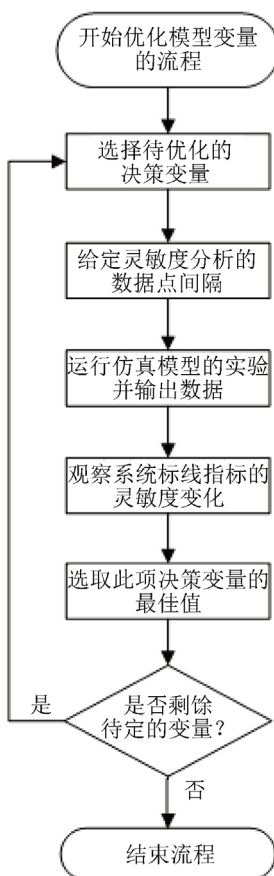 开始优化模型变量
的流程
选择待优化的
决策变量
给定灵敏度分析的
数据点间隔
运行仿真模型的实验
并输出数据
观察系统标线指标的
灵敏度变化
选取此项决策变量的
最佳值
是否剩馀
待定的变量？
是
否
结束流程